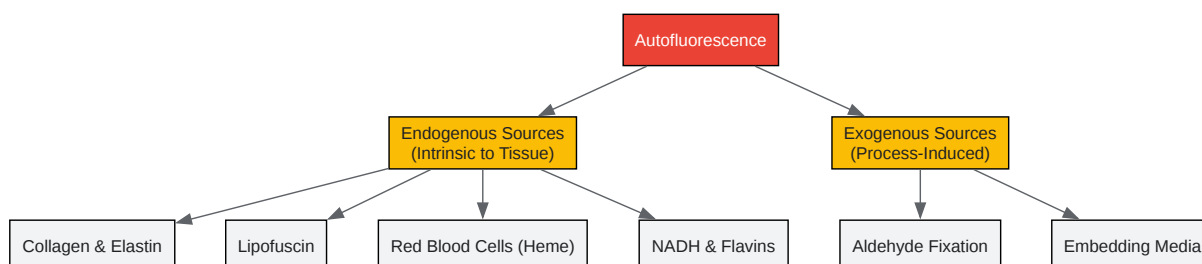 Autofluorescence
Endogenous Sources
(Intrinsic to Tissue)
Exogenous Sources
(Process-Induced)
Collagen & Elastin
Lipofuscin
Red Blood Cells (Heme)
NADH & Flavins
Aldehyde Fixation
Embedding Media